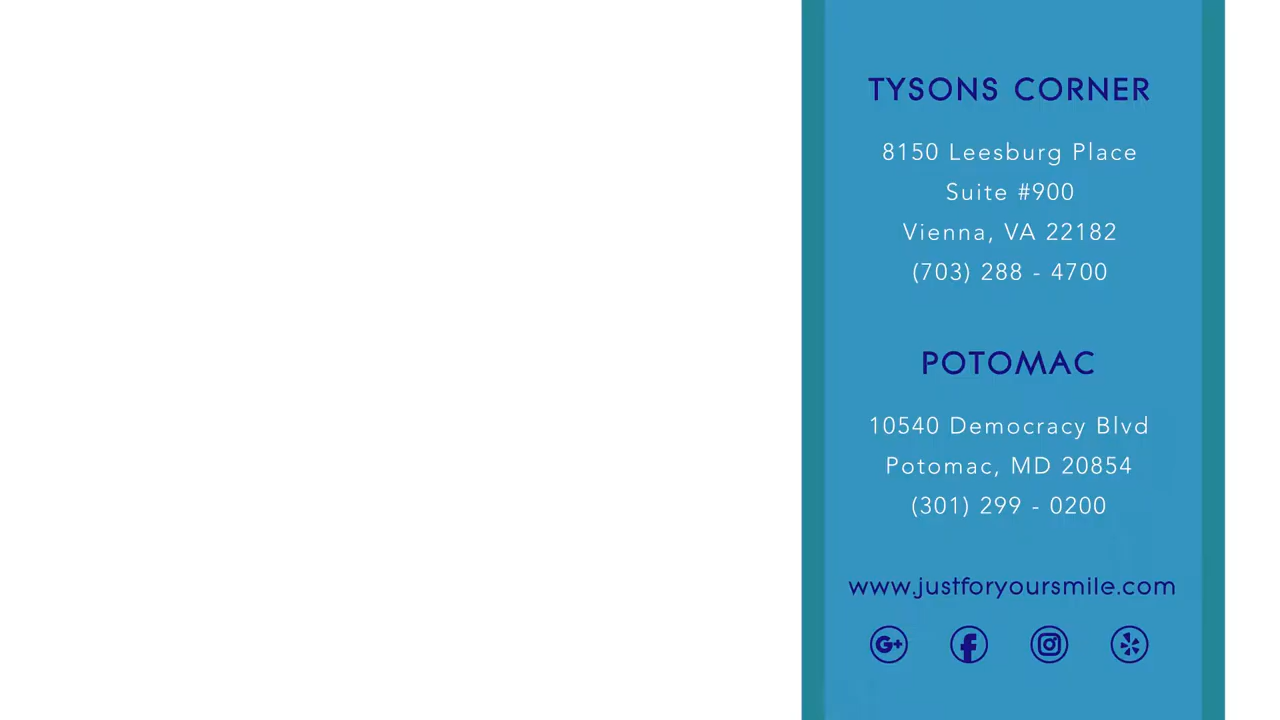 TYSONS CORNER
8150 Leesburg Place
Suite #900
Vienna, VA 22182
(703) 288 - 4700
POTOMAC
10540 Democracy Blvd
Potomac, MD 20854
(301) 299 - 0200
www.justforyoursmile.com